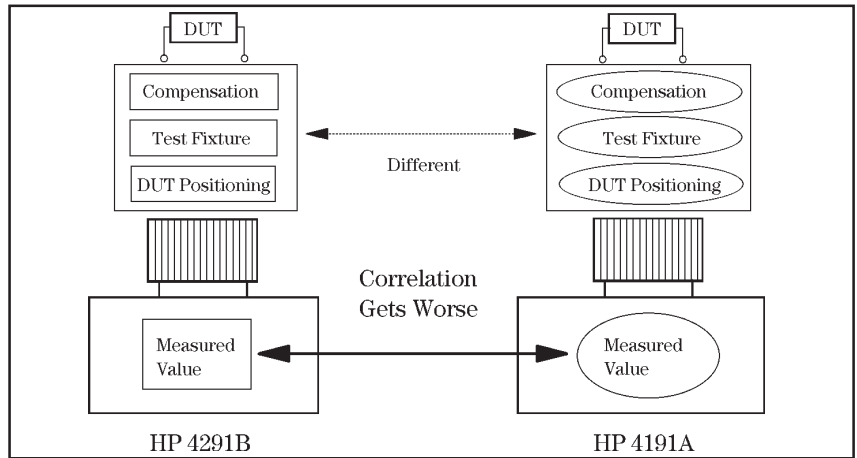 DUT
DUT
Compensation
Compensation
Test Fixture
Test Fixture
Different
DUT Positioning
DUT Positioning
Correlation
Gets Worse
Measured
Value
Measured
Value
HP 4291B
HP 4191A